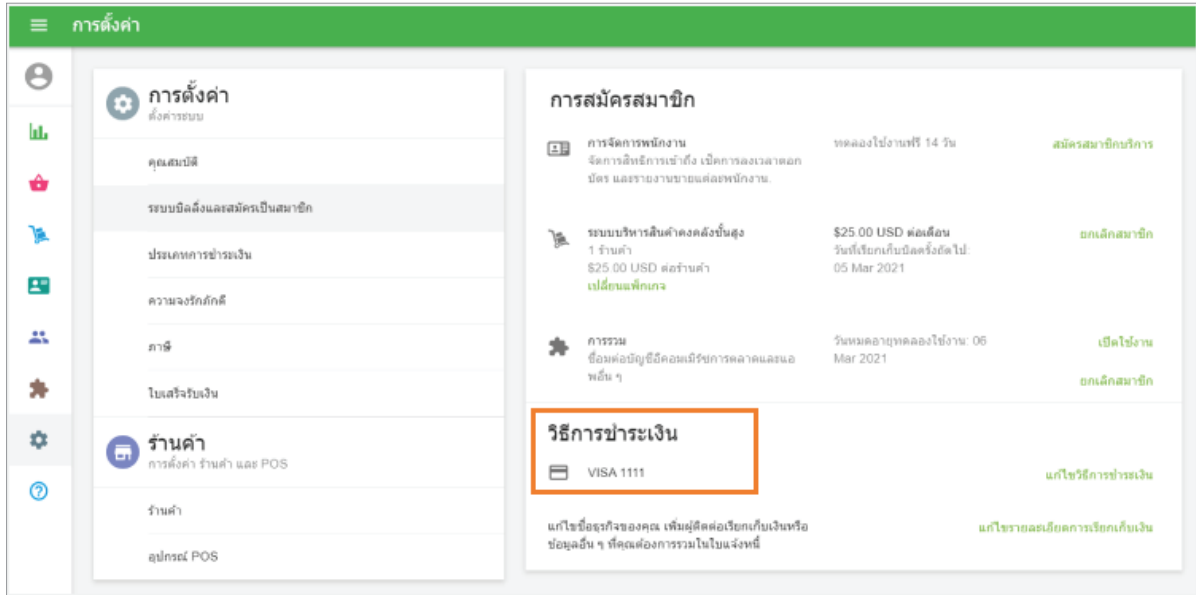 การตั้งค่า
การตั้งค่า
ตั้งค่าระบบ
คุณสมบัติ
ระบบบิลลิ่งและสมัครเป็นสมาชิก
ประเภทการชำระเงิน
ความจงรักภักดี
ภาษี
ใบเสร็จรับเงิน
ร้านค้า
การตั้งค่า ร้านค้า และ POS
ร้านค้า
อุปกรณ์ POS
การสมัครสมาชิก
การจัดการพนักงาน
จัดการสิทธิการเข้าถึง เช็คการลงเวลาตอก
บัตร และรายงานขายแต่ละพนักงาน.
ทดลองใช้งานฟรี 14 วัน
สมัครสมาชิกบริการ
ระบบบริหารสินค้าคงคลังขั้นสูง
1 ร้านค้า
$25.00 USD ต่อร้านค้า
เปลี่ยนแพ็กเกจ
$25.00 USD ต่อเดือน
วันที่เรียกเก็บบิลครั้งถัดไป:
05 Mar 2021
ยกเลิกสมาชิก
การรวม
ชื่อมต่อบัญชีอีคอมเมิร์ซการตลาดและแอ
พอื่น ๆ
วันหมดอายุทดลองใช้งาน: 06
Mar 2021
เปิดใช้งาน
ยกเลิกสมาชิก
วิธีการชำระเงิน
VISA 1111
แก้ไขวิธีการชำระเงิน
แก้ไขชื่อธุรกิจของคุณ เพิ่มผู้ติดต่อเรียกเก็บเงินหรือ
ข้อมูลอื่น ๆ ที่คุณต้องการรวมในใบแจ้งหนี้
แก้ไขรายละเอียดการเรียกเก็บเงิน